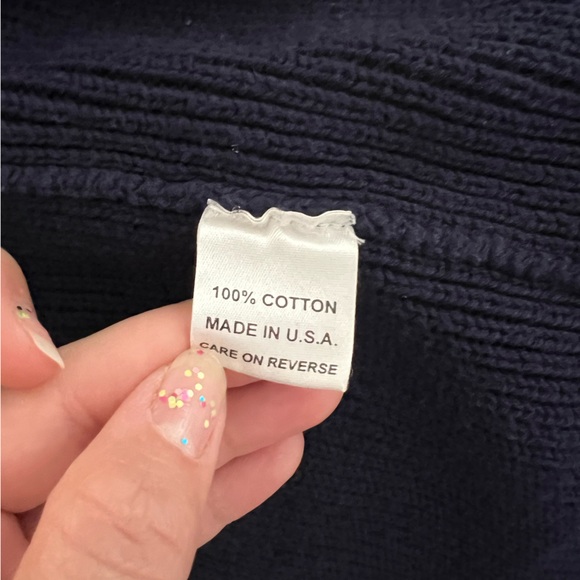 100% COTTON
MADE IN U.S.A.
CARE ON REVERSE